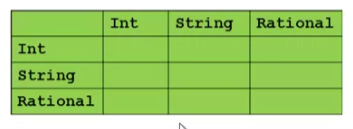 Int String Rational
Int
String
Rational